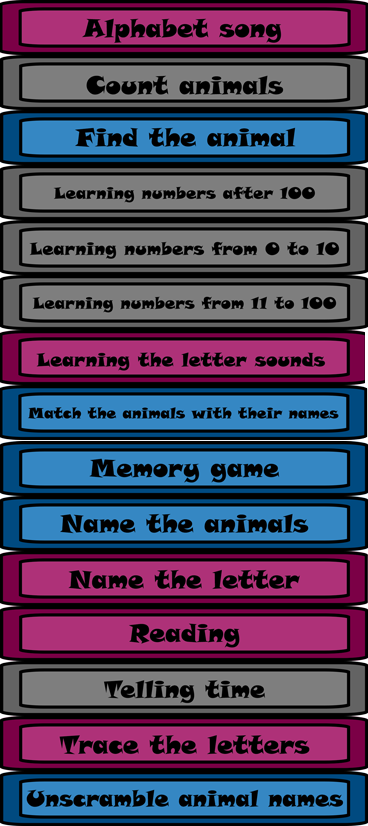 Alphabet song
Count animals
Find the animal
Learning numbers after 100
Learning numbers from 0 to 10
Learning numbers from 11 to 100
Learning the letter sounds
Match the animals with their names
Memory game
Name the animals
Name the letter
Reading
Telling time
Trace the letters
Unscramble animal names